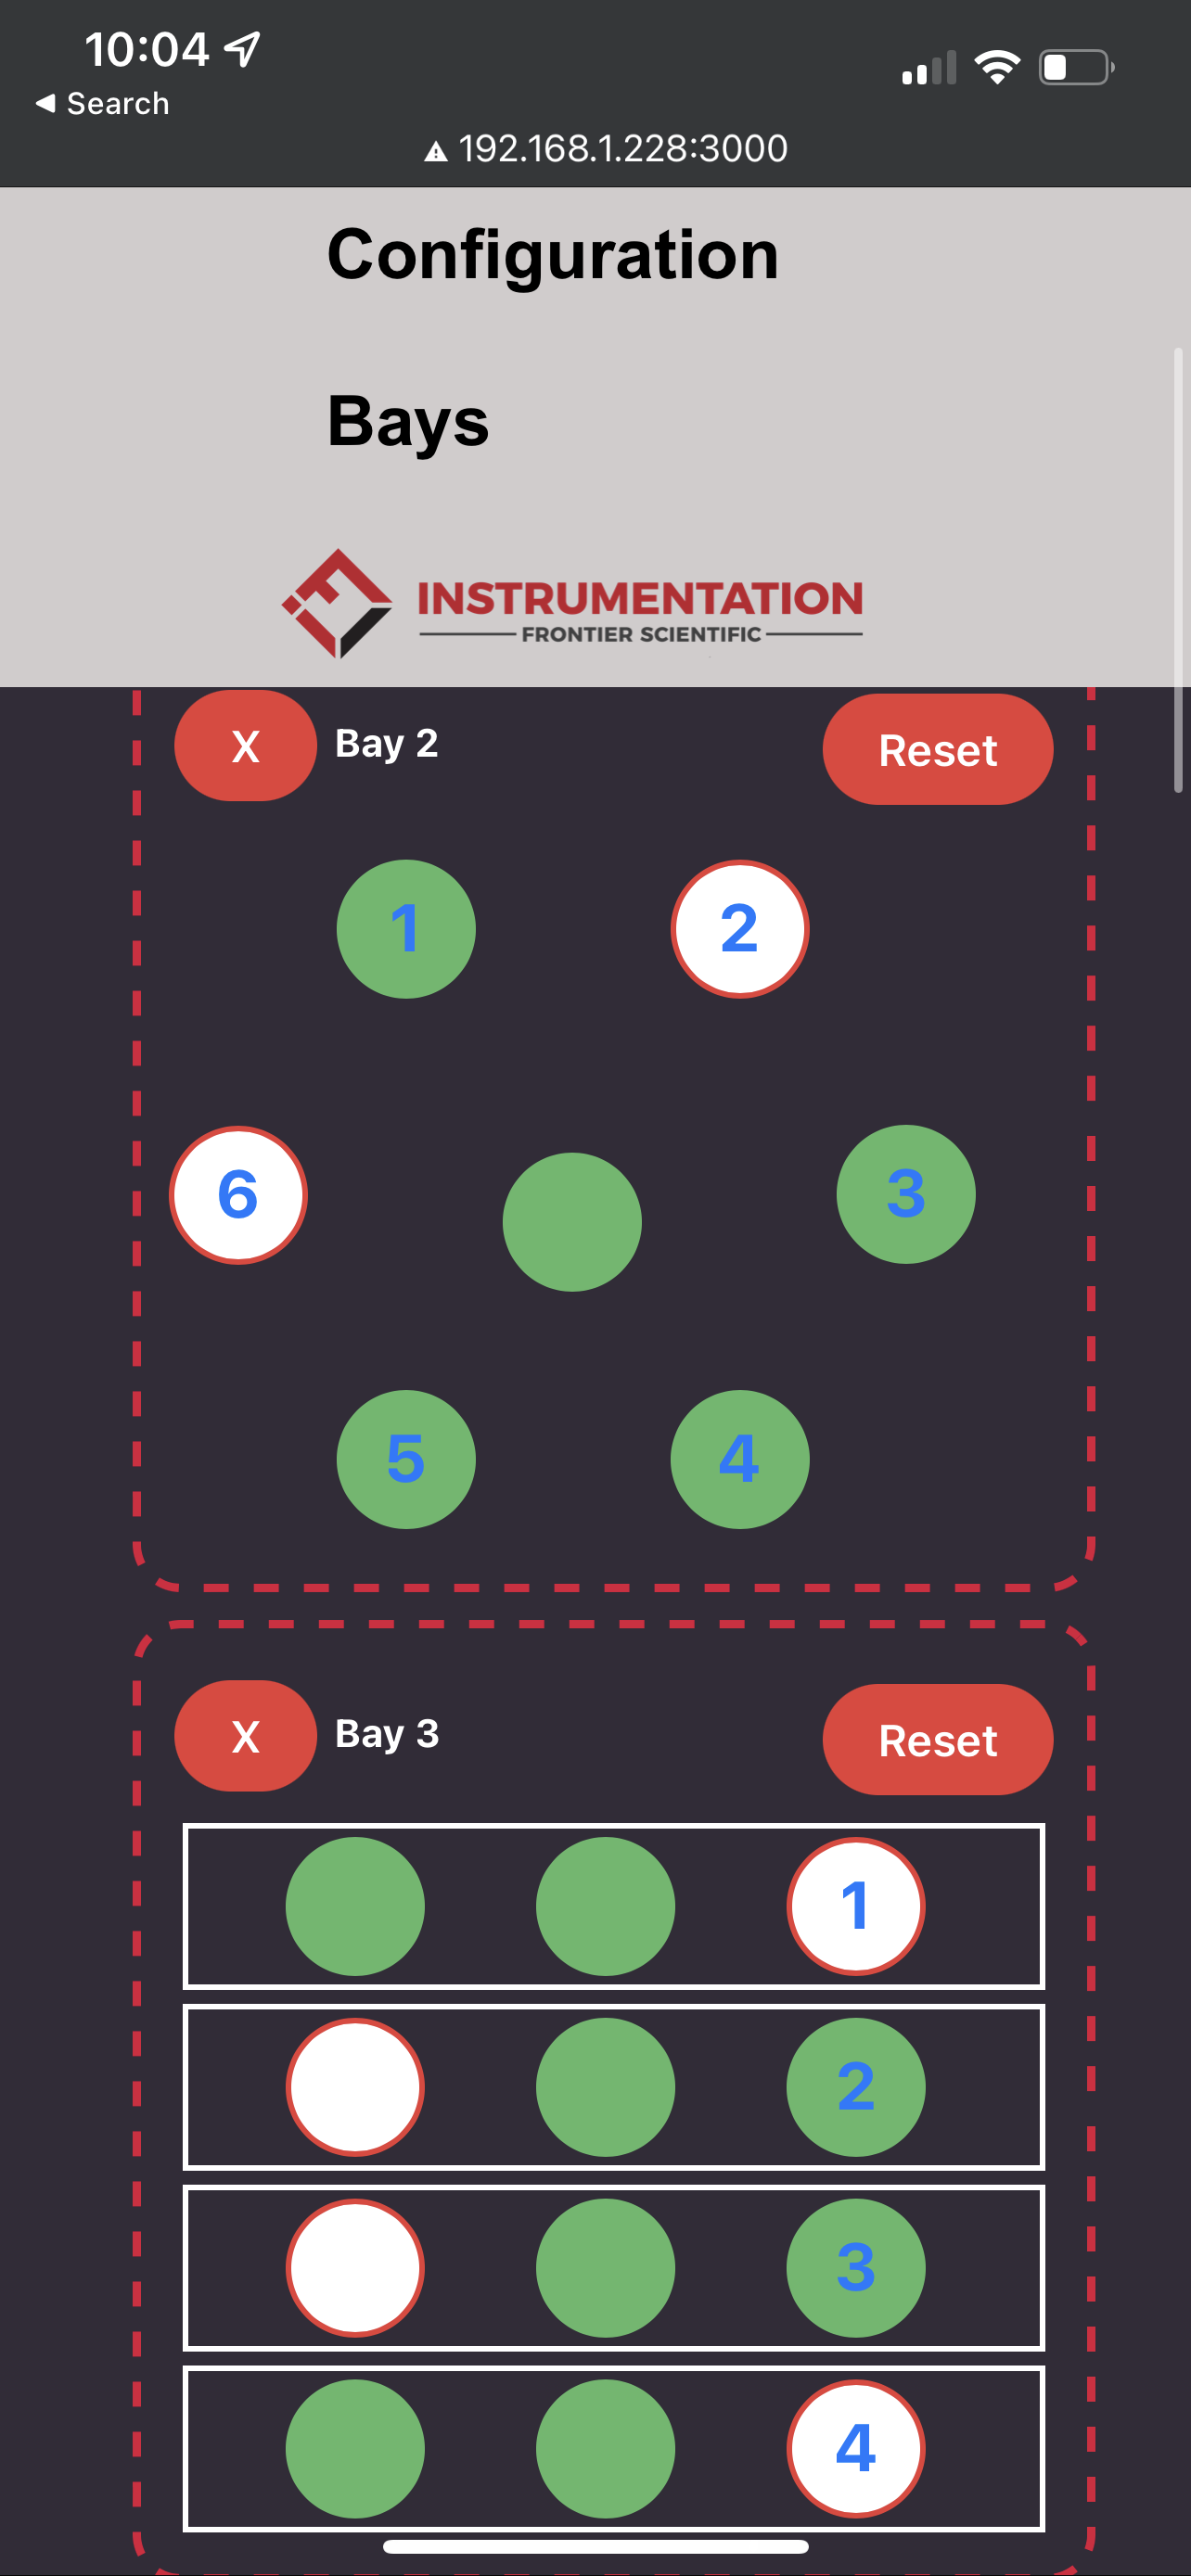 10:04
◀ Search
192.168.1.228:3000
Configuration
Bays
INSTRUMENTATION
FRONTIER SCIENTIFIC
X Bay 2 Reset
1 2
6 3
5 4
X Bay 3 Reset
1
2
3
4